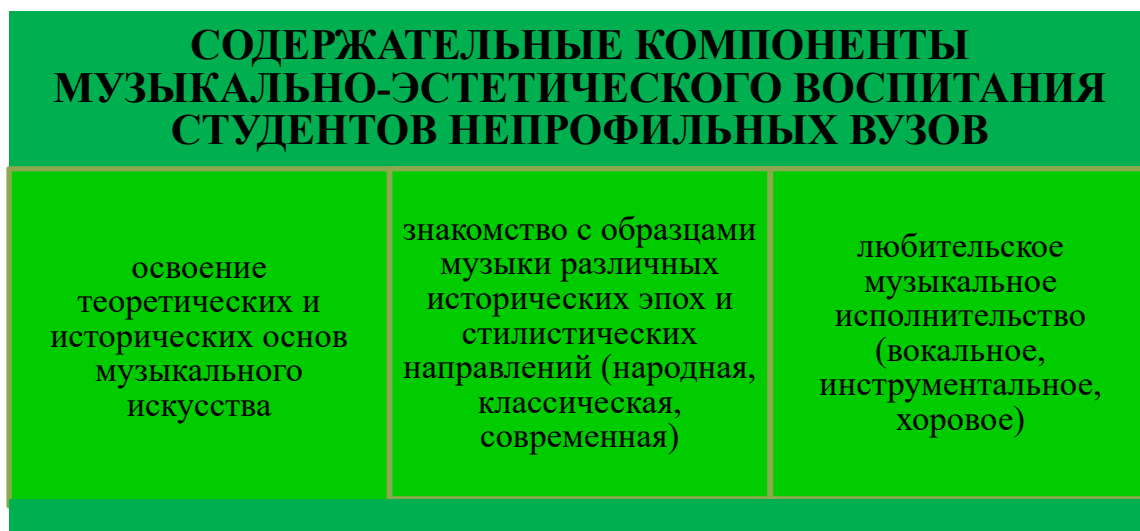 СОДЕРЖАТЕЛЬНЫЕ КОМПОНЕНТЫ
МУЗЫКАЛЬНО-ЭСТЕТИЧЕСКОГО ВОСПИТАНИЯ
СТУДЕНТОВ НЕПРОФИЛЬНЫХ ВУЗОВ
освоение
теоретических и
исторических основ
музыкального
искусства
знакомство с образцами
музыки различных
исторических эпох и
стилистических
направлений (народная,
классическая,
современная)
любительское
музыкальное
исполнительство
(вокальное,
инструментальное,
хоровое)